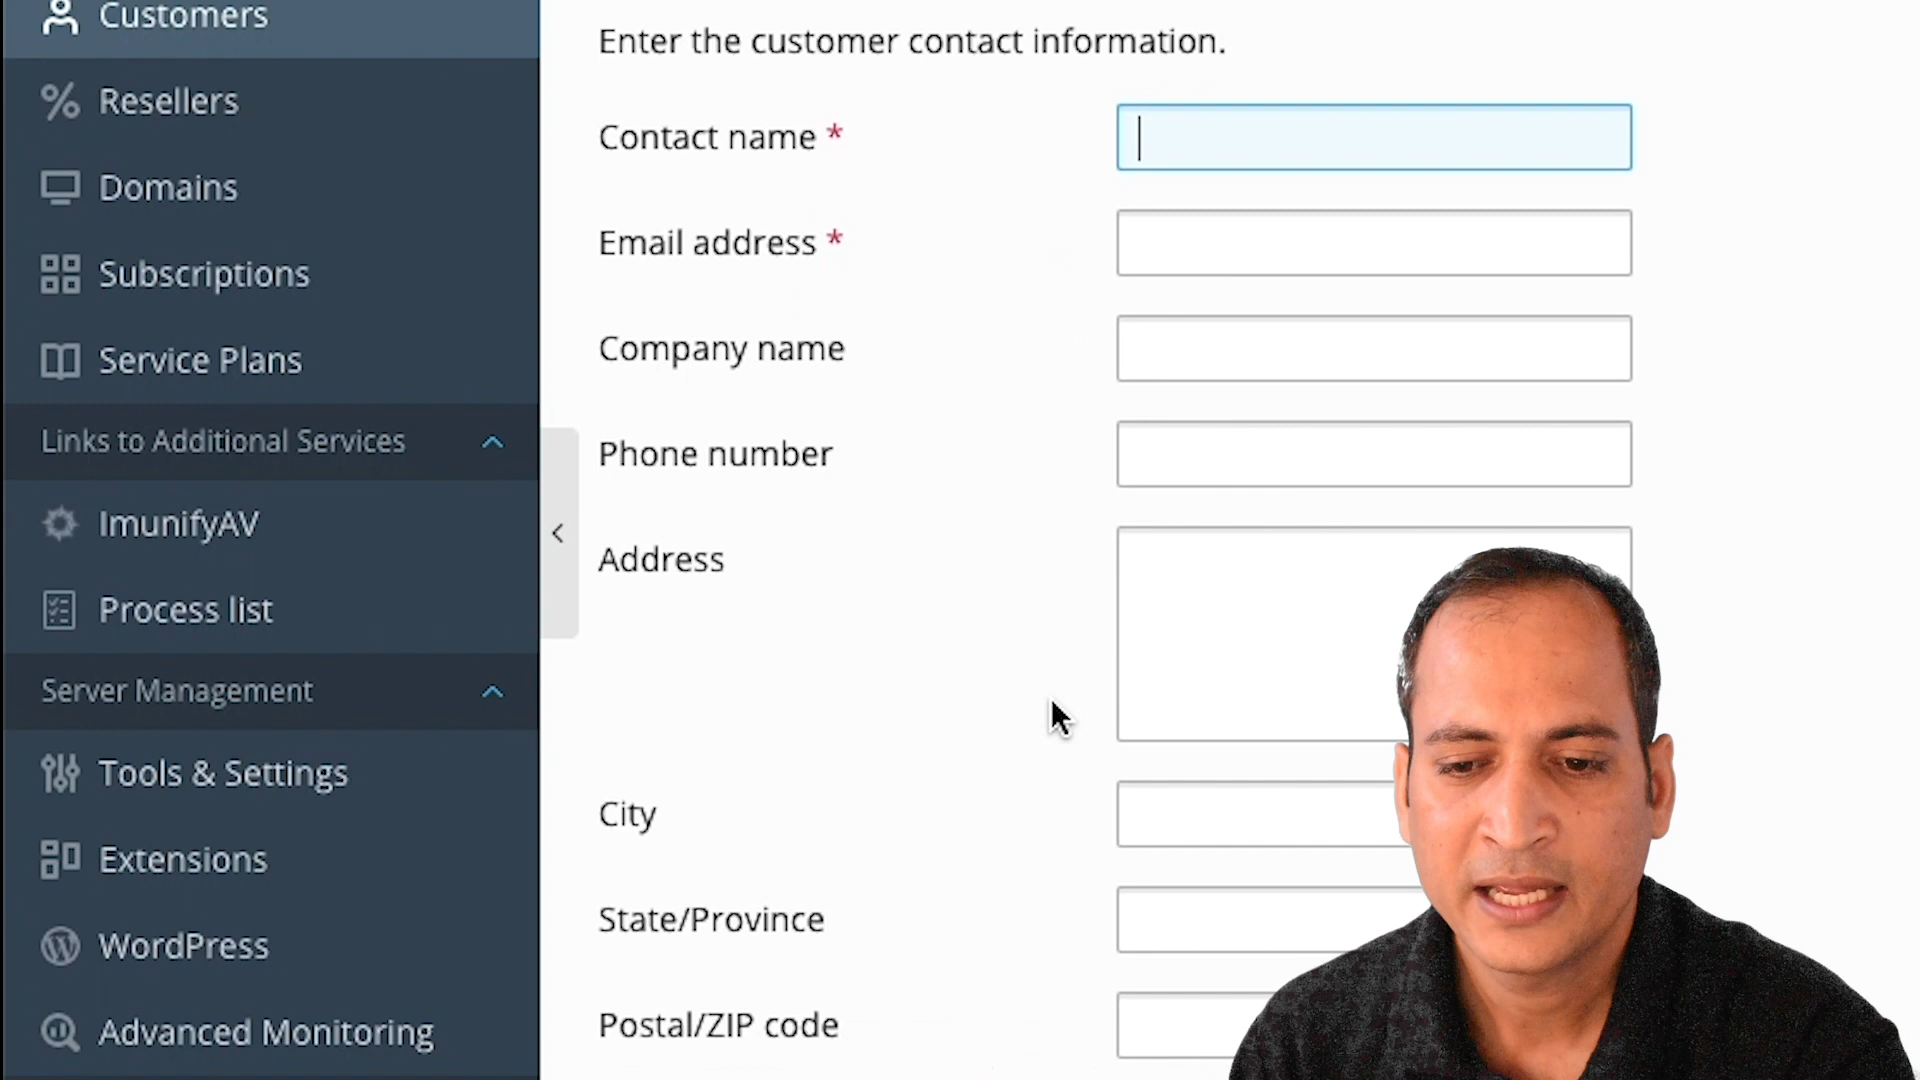 Customers
Resellers
Domains
Subscriptions
Service Plans
Links to Additional Services
ImunifyAV
Process list
Server Management
Tools & Settings
Extensions
WordPress
Advanced Monitoring
Enter the customer contact information.
Contact name *
Email address *
Company name
Phone number
Address
City
State/Province
Postal/ZIP code